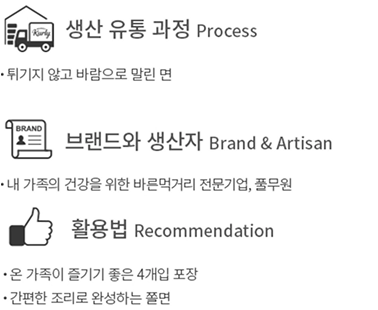 Kurly
생산 유통 과정 Process
• 튀기지 않고 바람으로 말린 면
BRAND
브랜드와 생산자 Brand & Artisan
• 내 가족의 건강을 위한 바른먹거리 전문기업, 풀무원
활용법 Recommendation
• 온 가족이 즐기기 좋은 4개입 포장
• 간편한 조리로 완성하는 쫄면